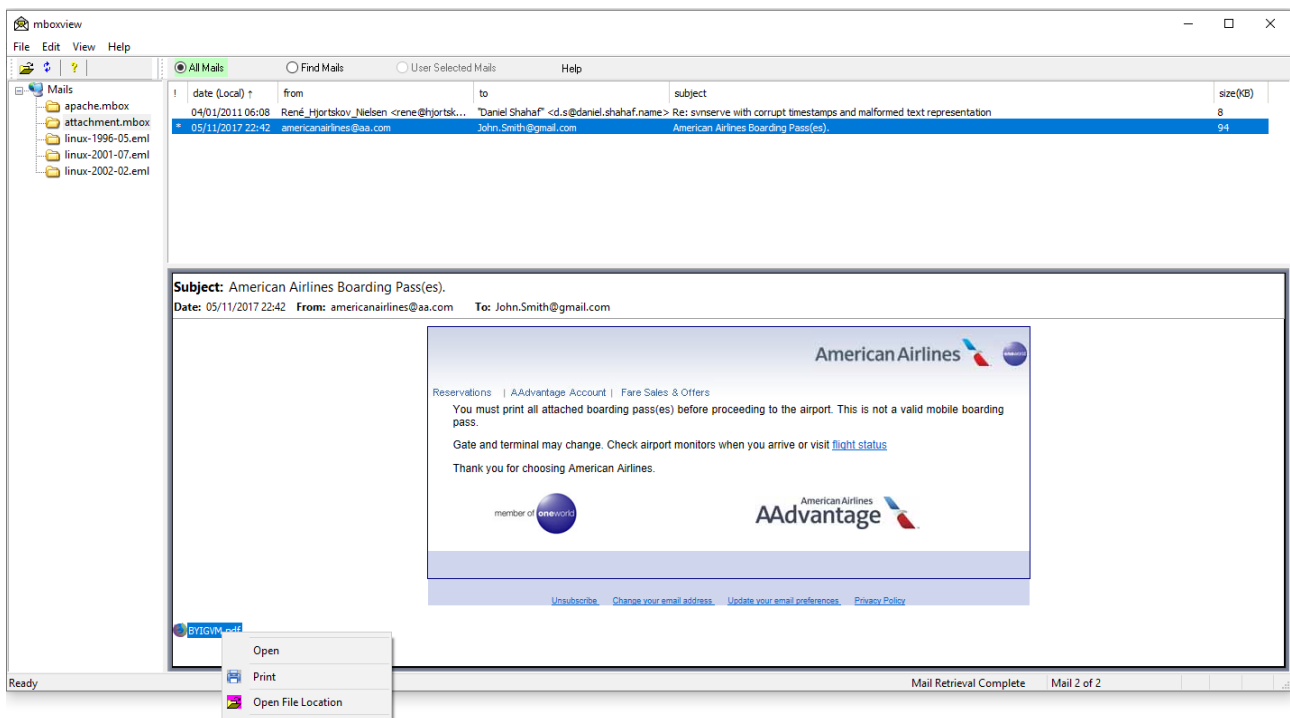 mboxview
File Edit View Help
All Mails Find Mails User Selected Mails Help
Mails
apache.mbox
attachment.mbox
linux-1996-05.eml
linux-2001-07.eml
linux-2002-02.eml
! date (Local) ↑ from to subject size(KB)
04/01/2011 06:08 René_Hjortskov_Nielsen <rene@hjortsk... "Daniel Shahaf" <d.s@daniel.shahaf.name> Re: svnserve with corrupt timestamps and malformed text representation 8
* 05/11/2017 22:42 americanairlines@aa.com John.Smith@gmail.com American Airlines Boarding Pass(es). 94
Subject: American Airlines Boarding Pass(es).
Date: 05/11/2017 22:42 From: americanairlines@aa.com To: John.Smith@gmail.com
American Airlines oneworld
Reservations | AAdvantage Account | Fare Sales & Offers
You must print all attached boarding pass(es) before proceeding to the airport. This is not a valid mobile boarding
pass.
Gate and terminal may change. Check airport monitors when you arrive or visit flight status
Thank you for choosing American Airlines.
member of oneworld
American Airlines
AAdvantage
Unsubscribe Change your email address Update your email preferences Privacy Policy
BYIGVM.pdf
Open
Print
Open File Location
Ready Mail Retrieval Complete Mail 2 of 2